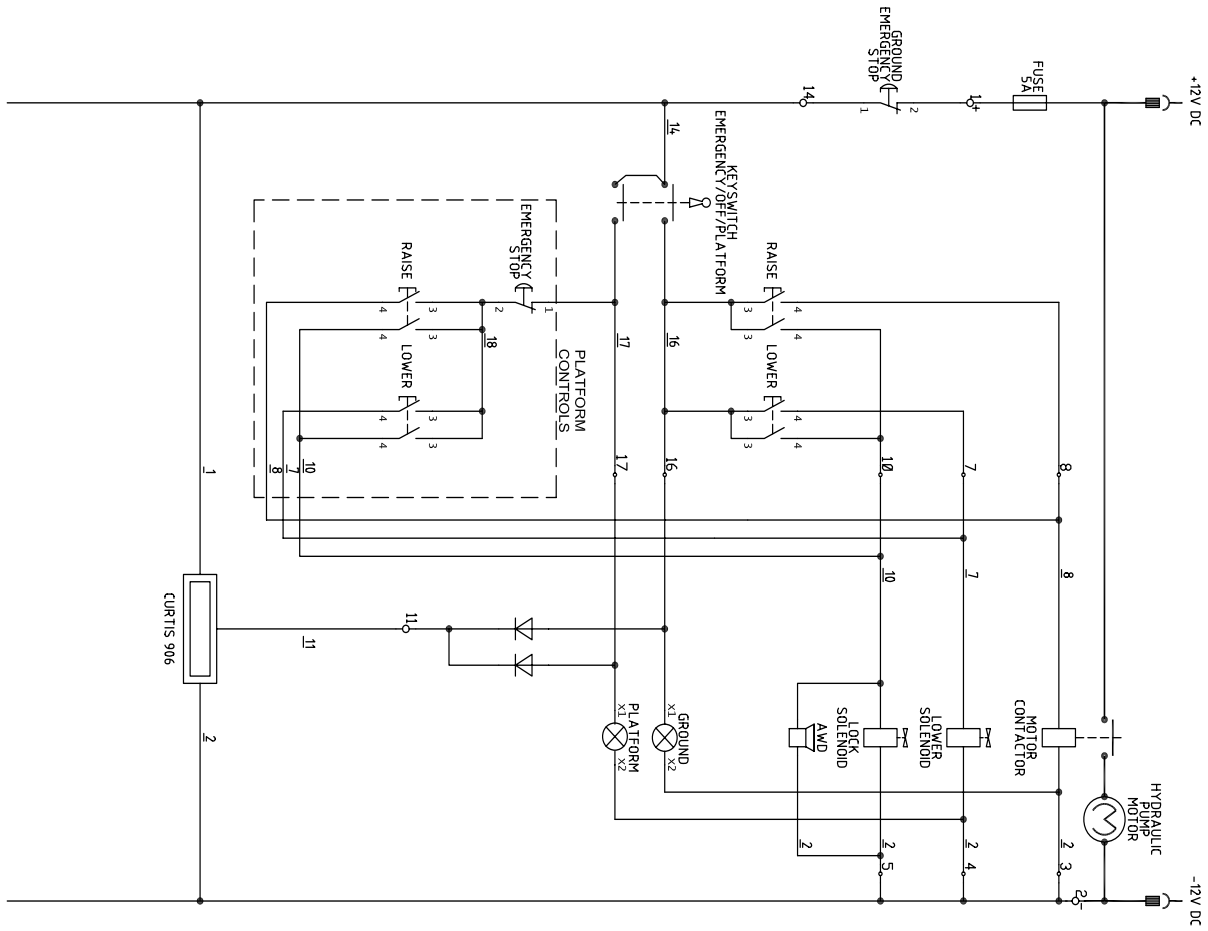 +12V DC
-12V DC
HYDRAULIC
PUMP
MOTOR
2-
FUSE
5A
8
8
MOTOR
CONTACTOR
2
3
1+
7
7
LOWER
SOLENOID
2
4
2
GROUND
EMERGENCY
STOP
1
10
10
LOCK
SOLENOID
2
5
AWD
2
14
RAISE
4
4
3
3
LOWER
4
4
3
3
KEYSWITCH
EMERGENCY/OFF/PLATFORM
14
16
16
GROUND
X1
X2
17
17
PLATFORM
X1
X2
PLATFORM
CONTROLS
EMERGENCY
STOP
1
2
18
RAISE
3
3
4
4
LOWER
3
3
4
4
10
7
8
11
11
1
2
CURTIS 906